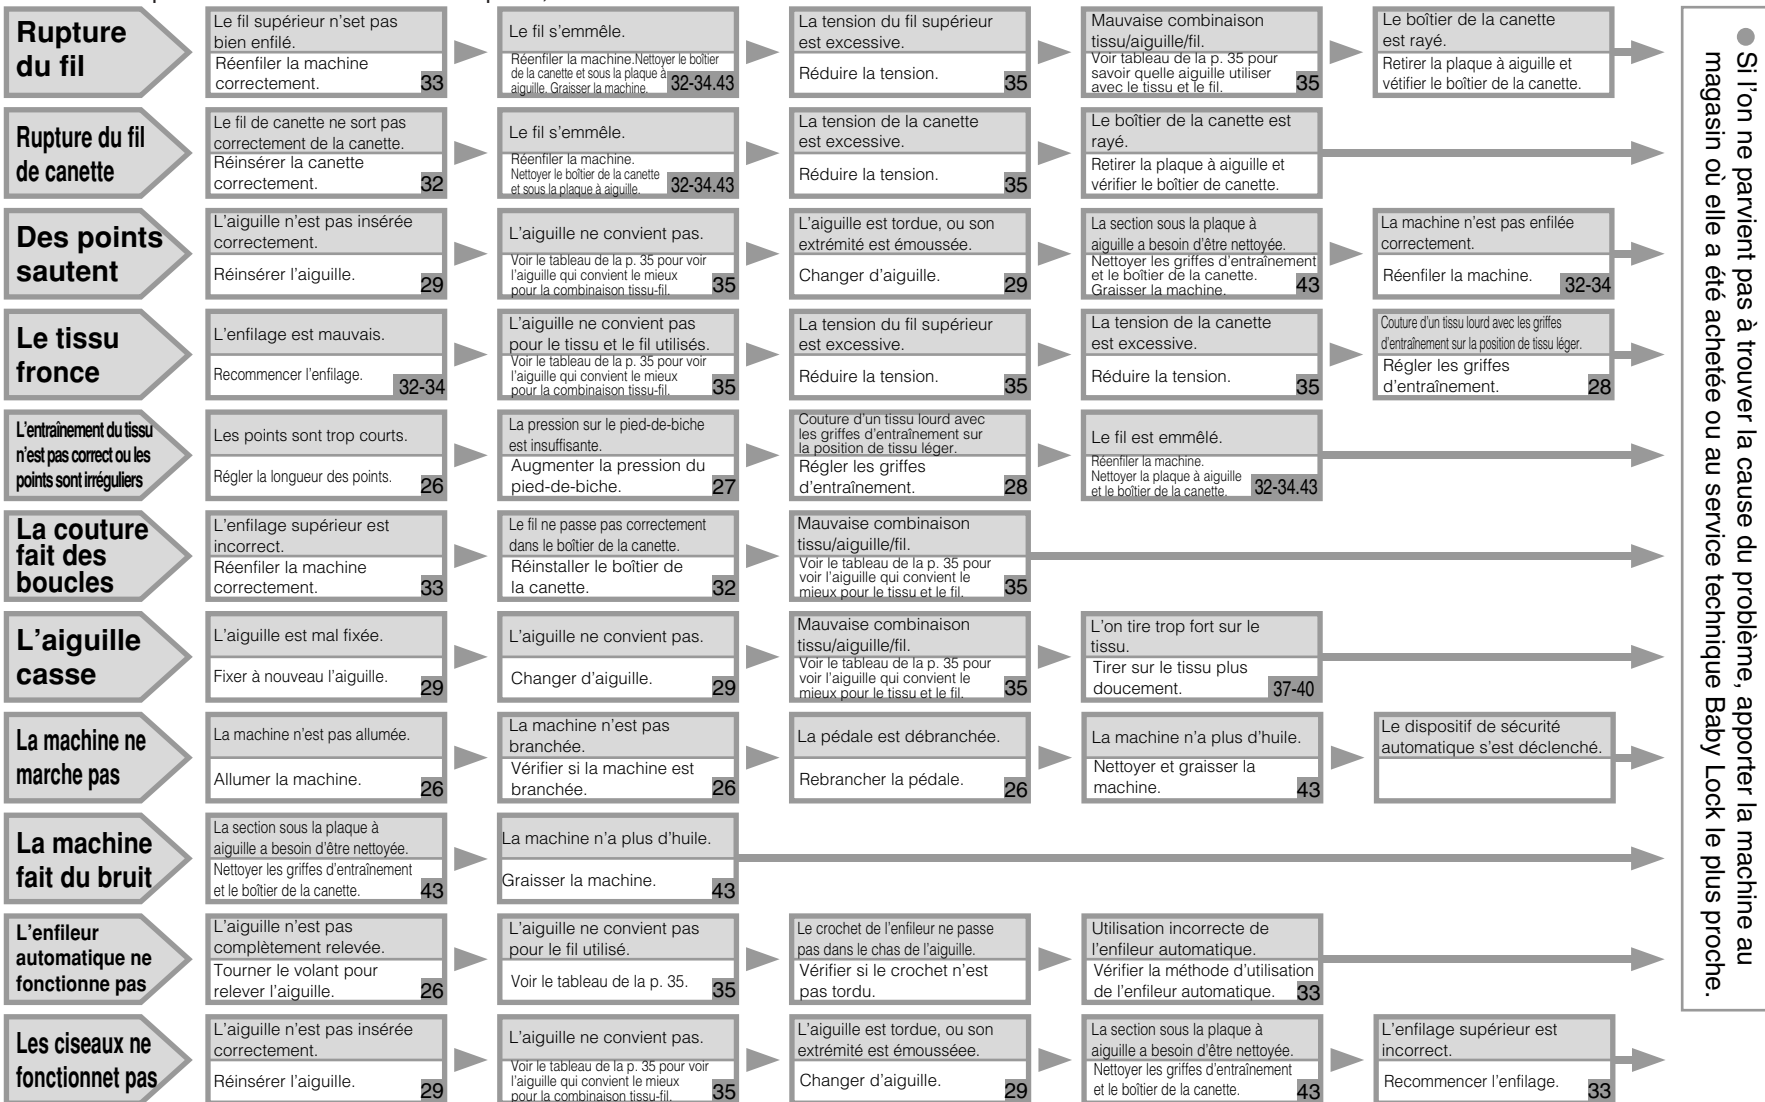 Rupture
du fil
Le fil supérieur n'set pas
bien enfilé.
Réenfiler la machine
correctement.
33
Le fil s'emmêle.
Réenfiler la machine.Nettoyer le boîtier
de la canette et sous la plaque à
aiguille. Graisser la machine.
32-34.43
La tension du fil supérieur
est excessive.
Réduire la tension.
35
Mauvaise combinaison
tissu/aiguille/fil.
Voir tableau de la p. 35 pour
savoir quelle aiguille utiliser
avec le tissu et le fil.
35
Le boîtier de la canette
est rayé.
Retirer la plaque à aiguille et
vétifier le boîtier de la canette.
Rupture du fil
de canette
Le fil de canette ne sort pas
correctement de la canette.
Réinsérer la canette
correctement.
32
Le fil s'emmêle.
Réenfiler la machine.
Nettoyer le boîtier de la canette
et sous la plaque à aiguille.
32-34.43
La tension de la canette
est excessive.
Réduire la tension.
35
Le boîtier de la canette est
rayé.
Retirer la plaque à aiguille et
vérifier le boîtier de canette.
Des points
sautent
L'aiguille n'est pas insérée
correctement.
Réinsérer l'aiguille.
29
L'aiguille ne convient pas.
Voir le tableau de la p. 35 pour voir
l'aiguille qui convient le mieux
pour la combinaison tissu-fil.
35
L'aiguille est tordue, ou son
extrémité est émoussée.
Changer d'aiguille.
29
La section sous la plaque à
aiguille a besoin d'être nettoyée.
Nettoyer les griffes d'entraînement
et le boîtier de la canette.
Graisser la machine.
43
La machine n'est pas enfilée
correctement.
Réenfiler la machine.
32-34
Le tissu
fronce
L'enfilage est mauvais.
Recommencer l'enfilage.
32-34
L'aiguille ne convient pas
pour le tissu et le fil utilisés.
Voir le tableau de la p. 35 pour voir
l'aiguille qui convient le mieux
pour la combinaison tissu-fil.
35
La tension du fil supérieur
est excessive.
Réduire la tension.
35
La tension de la canette
est excessive.
Réduire la tension.
35
Couture d'un tissu lourd avec les griffes
d'entraînement sur la position de tissu léger.
Régler les griffes
d'entraînement.
28
L'entraînement du tissu
n'est pas correct ou les
points sont irréguliers
Les points sont trop courts.
Régler la longueur des points.
26
La pression sur le pied-de-biche
est insuffisante.
Augmenter la pression du
pied-de-biche.
27
Couture d'un tissu lourd avec
les griffes d'entraînement sur
la position de tissu léger.
Régler les griffes
d'entraînement.
28
Le fil est emmêlé.
Réenfiler la machine.
Nettoyer la plaque à aiguille
et le boîtier de la canette.
32-34.43
La couture
fait des
boucles
L'enfilage supérieur est
incorrect.
Réenfiler la machine
correctement.
33
Le fil ne passe pas correctement
dans le boîtier de la canette.
Réinstaller le boîtier de
la canette.
32
Mauvaise combinaison
tissu/aiguille/fil.
Voir le tableau de la p. 35 pour
voir l'aiguille qui convient le
mieux pour le tissu et le fil.
35
L'aiguille
casse
L'aiguille est mal fixée.
Fixer à nouveau l'aiguille.
29
L'aiguille ne convient pas.
Changer d'aiguille.
29
Mauvaise combinaison
tissu/aiguille/fil.
Voir le tableau de la p. 35 pour
voir l'aiguille qui convient le
mieux pour le tissu et le fil.
35
L'on tire trop fort sur le
tissu.
Tirer sur le tissu plus
doucement.
37-40
La machine ne
marche pas
La machine n'est pas allumée.
Allumer la machine.
26
La machine n'est pas
branchée.
Vérifier si la machine est
branchée.
26
La pédale est débranchée.
Rebrancher la pédale.
26
La machine n'a plus d'huile.
Nettoyer et graisser la
machine.
43
Le dispositif de sécurité
automatique s'est déclenché.
La machine
fait du bruit
La section sous la plaque à
aiguille a besoin d'être nettoyée.
Nettoyer les griffes d'entraînement
et le boîtier de la canette.
43
La machine n'a plus d'huile.
Graisser la machine.
43
L'enfileur
automatique ne
fonctionne pas
L'aiguille n'est pas
complètement relevée.
Tourner le volant pour
relever l'aiguille.
26
L'aiguille ne convient pas
pour le fil utilisé.
Voir le tableau de la p. 35.
35
Le crochet de l'enfileur ne passe
pas dans le chas de l'aiguille.
Vérifier si le crochet n'est
pas tordu.
Utilisation incorrecte de
l'enfileur automatique.
Vérifier la méthode d'utilisation
de l'enfileur automatique.
33
Les ciseaux ne
fonctionnet pas
L'aiguille n'est pas insérée
correctement.
Réinsérer l'aiguille.
29
L'aiguille ne convient pas.
Voir le tableau de la p. 35 pour voir
l'aiguille qui convient le mieux
pour la combinaison tissu-fil.
35
L'aiguille est tordue, ou son
extrémité est émousséee.
Changer d'aiguille.
29
La section sous la plaque à
aiguille a besoin d'être nettoyée.
Nettoyer les griffes d'entraînement
et le boîtier de la canette.
43
L'enfilage supérieur est
incorrect.
Recommencer l'enfilage.
33
● Si l'on ne parvient pas à trouver la cause du problème, apporter la machine au
magasin où elle a été achetée ou au service technique Baby Lock le plus proche.